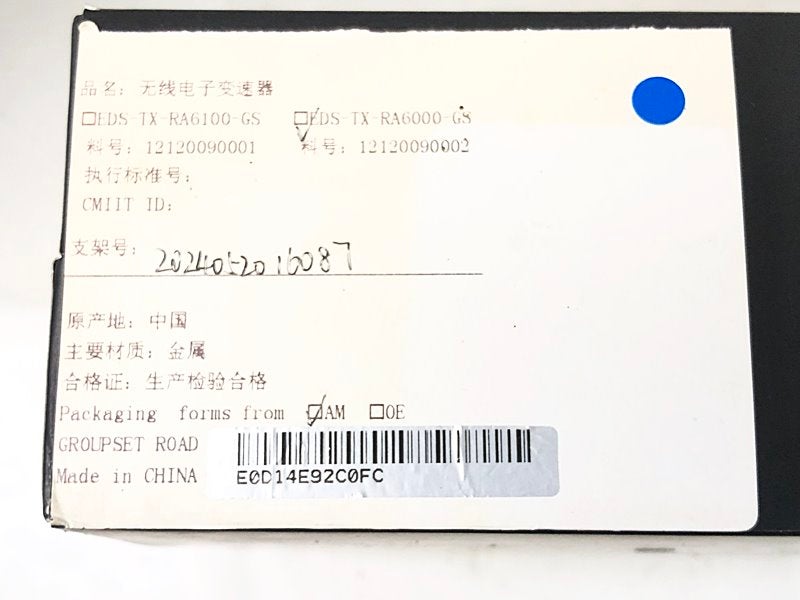 品名: 无线电子变速器
☐EDS-TX-RA6100-GS ☑EDS-TX-RA6000-GS
料号: 12120090001 料号: 12120090002
执行标准号:
CMIIT ID:
支架号: 2024052016087
原产地: 中国
主要材质: 金属
合格证: 生产检验合格
Packaging forms from ☑AM ☐OE
GROUPSET ROAD
Made in CHINA E0D14E92C0FC